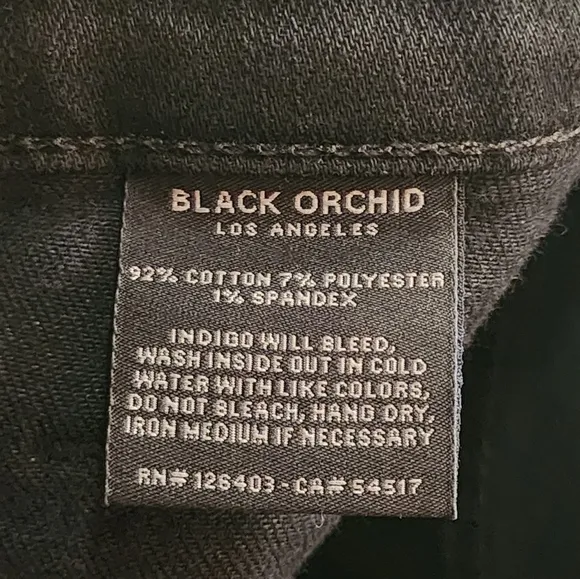 BLACK ORCHID
LOS ANGELES
92% COTTON 7% POLYESTER
1% SPANDEX
INDIGO WILL BLEED,
WASH INSIDE OUT IN COLD
WATER WITH LIKE COLORS,
DO NOT BLEACH, HANG DRY,
IRON MEDIUM IF NECESSARY
RN# 126403 - CA# 54517